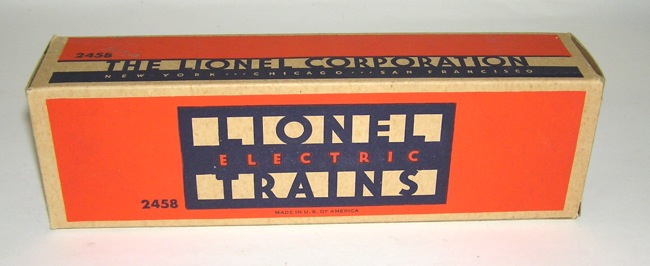 2458
THE LIONEL CORPORATION
NEW YORK ··· CHICAGO ··· SAN FRANCISCO
LIONEL
ELECTRIC
TRAINS
2458
MADE IN U.S. OF AMERICA